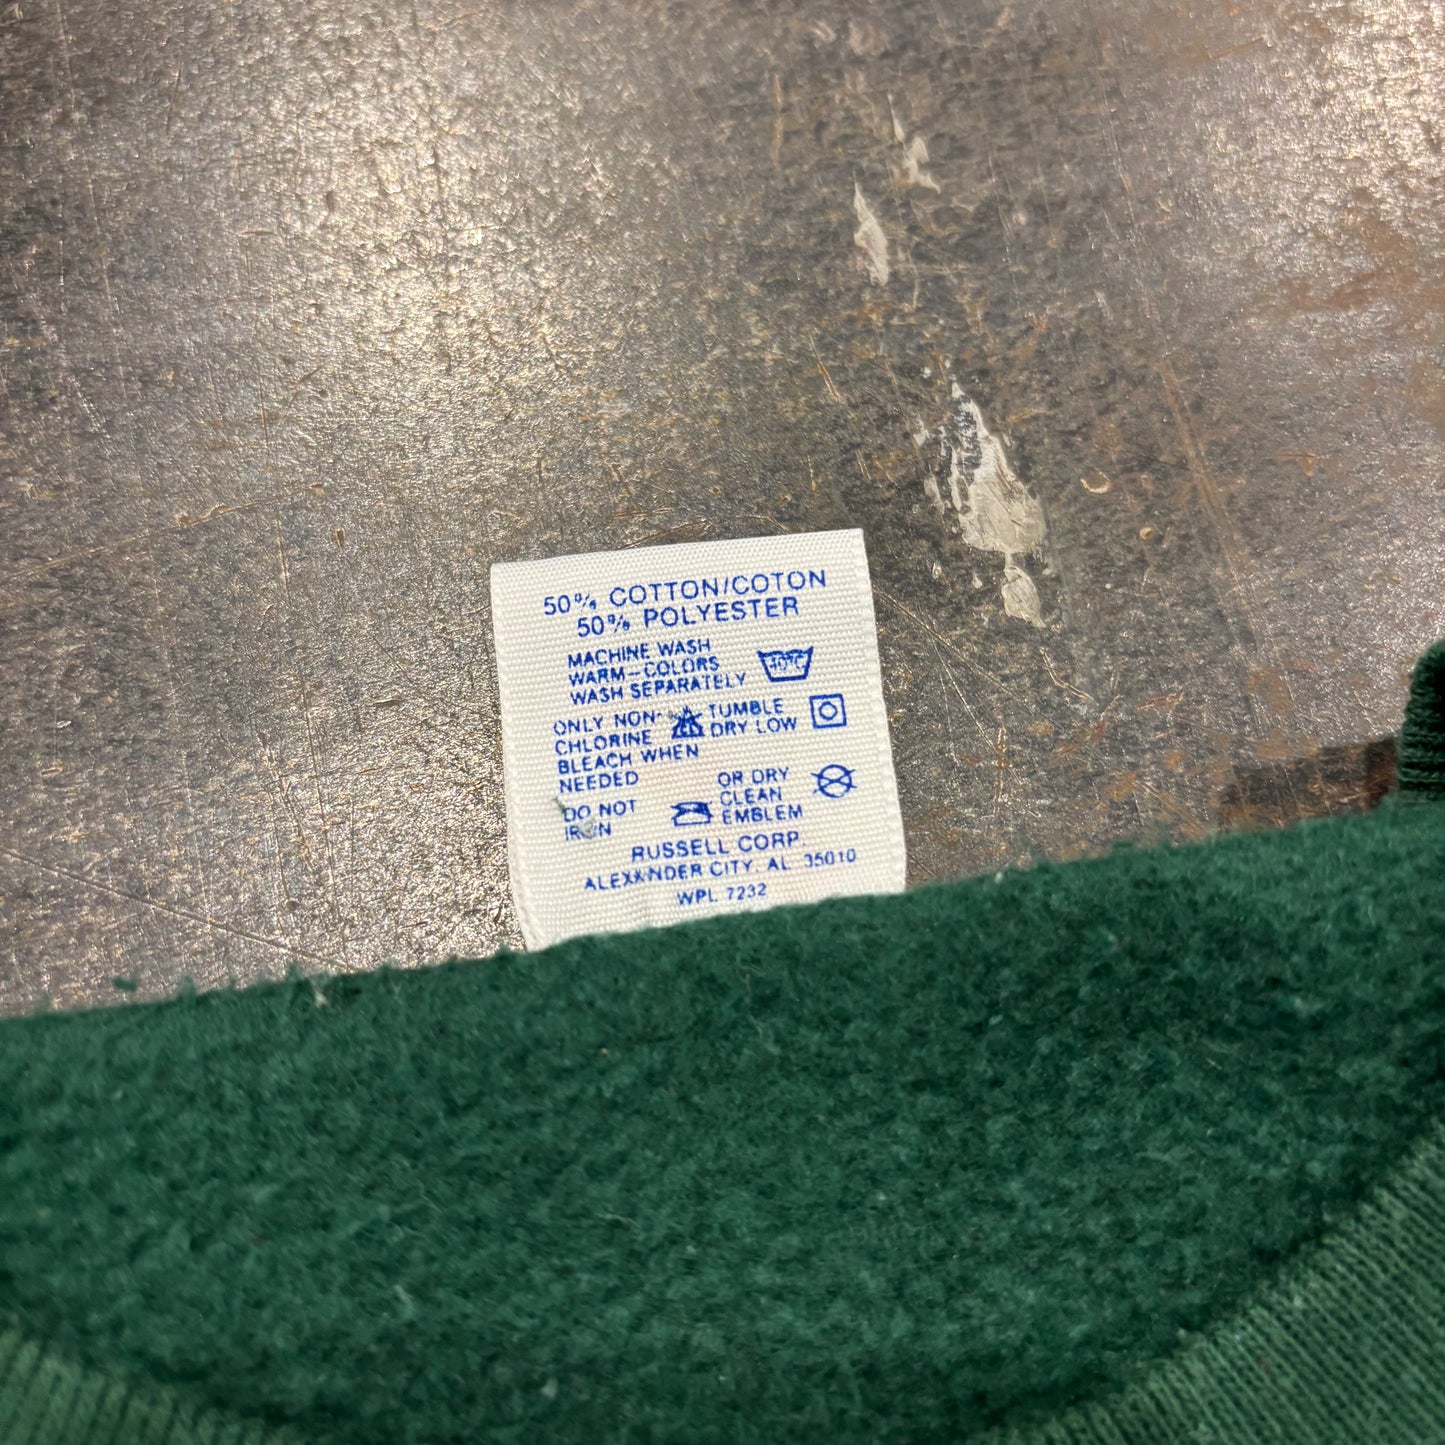 50% COTTON/COTON
50% POLYESTER
MACHINE WASH
WARM-COLORS
WASH SEPARATELY
40°C
ONLY NON-
CHLORINE
BLEACH WHEN
NEEDED
TUMBLE
DRY LOW
DO NOT
IRON
OR DRY
CLEAN
EMBLEM
RUSSELL CORP.
ALEXANDER CITY, AL 35010
WPL 7232